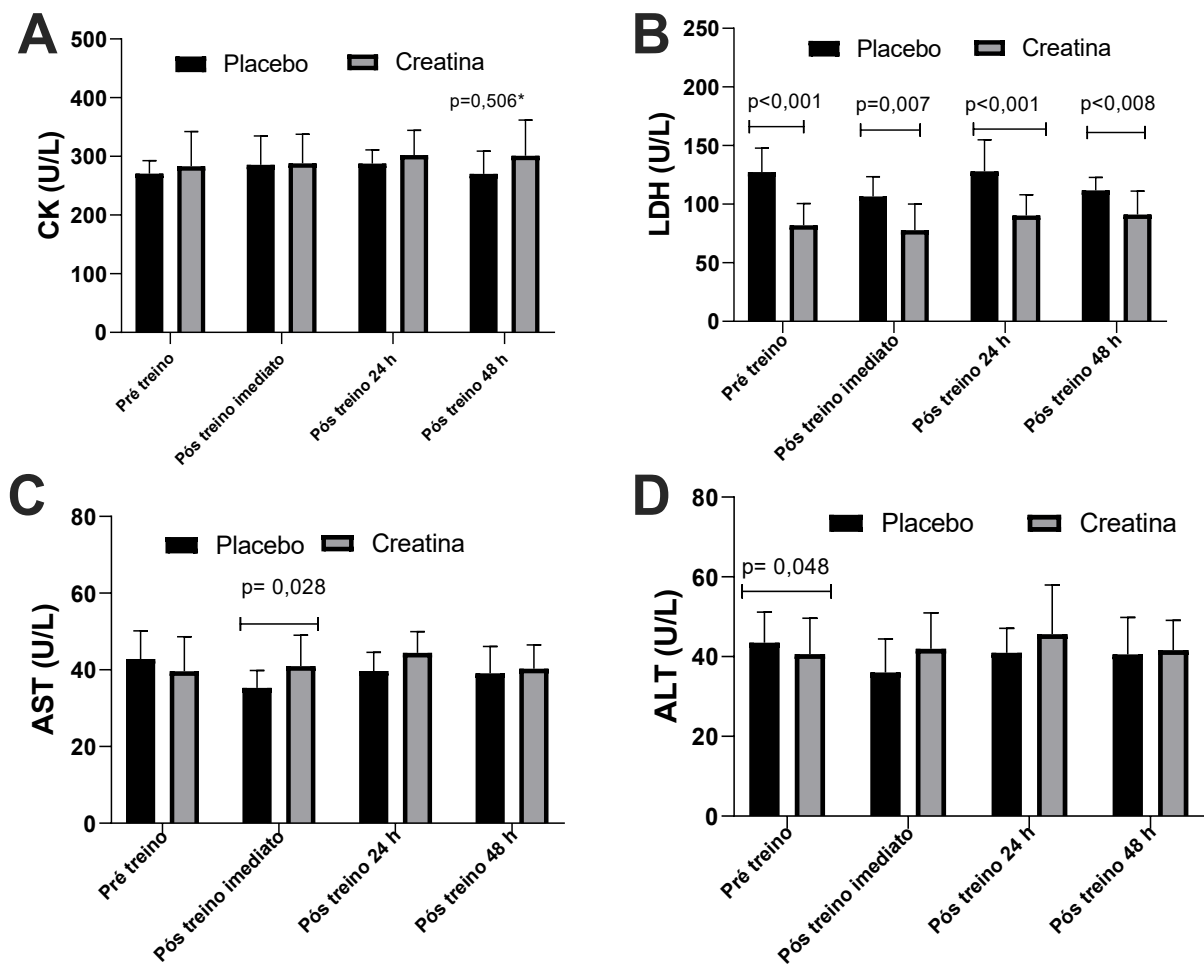 A
500
400
300
200
100
0
CK (U/L)
Placebo
Creatina
p=0,506*
Pré treino
Pós treino imediato
Pós treino 24 h
Pós treino 48 h
B
250
200
150
100
50
0
LDH (U/L)
Placebo
Creatina
p<0,001
p=0,007
p<0,001
p<0,008
Pré treino
Pós treino imediato
Pós treino 24 h
Pós treino 48 h
C
80
60
40
20
0
AST (U/L)
Placebo
Creatina
p= 0,028
Pré treino
Pós treino imediato
Pós treino 24 h
Pós treino 48 h
D
80
60
40
20
0
ALT (U/L)
Placebo
Creatina
p= 0,048
Pré treino
Pós treino imediato
Pós treino 24 h
Pós treino 48 h